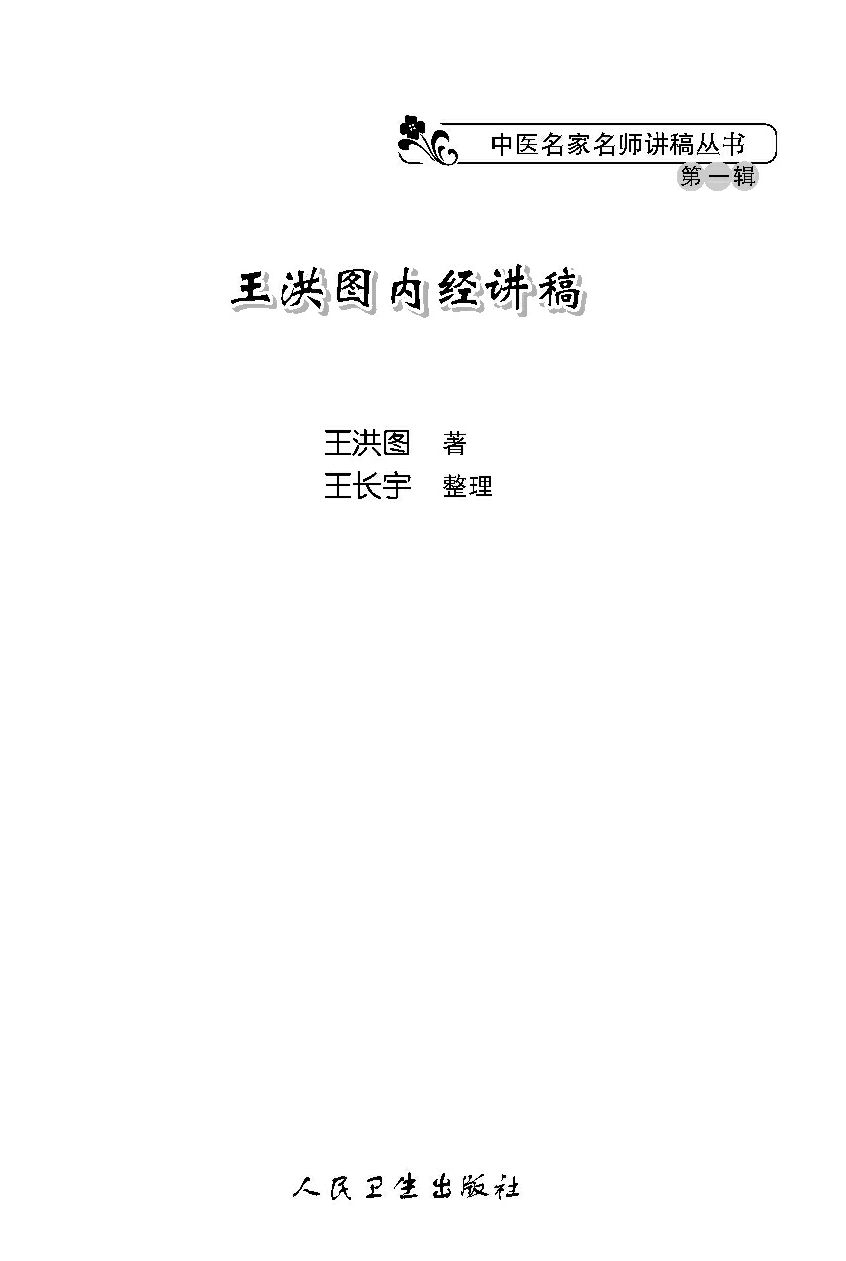 中医名家名师讲稿丛书
第一辑
王洪图内经讲稿
王洪图 著
王长宇 整理
人民卫生出版社